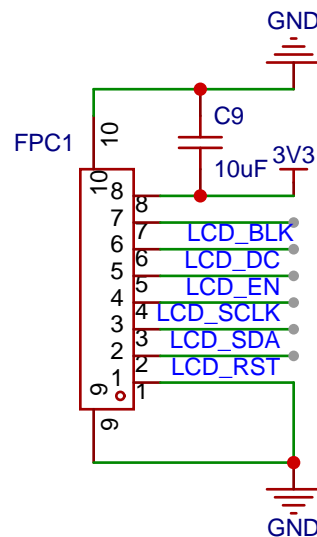 GND
FPC1
10
10
C9
10uF
3V3
8
8
7
7
LCD_BLK
6
6
LCD_DC
5
5
LCD_EN
4
4
LCD_SCLK
3
3
LCD_SDA
2
2
LCD_RST
1
1
9
9
GND